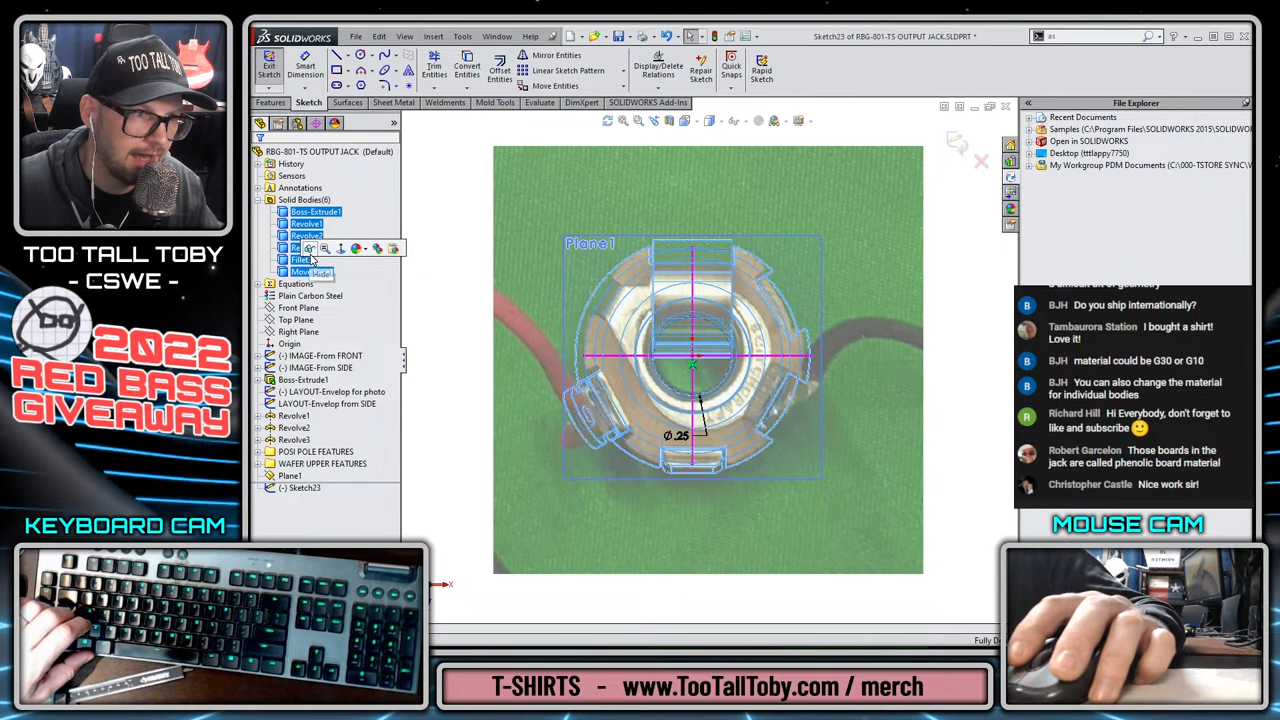 SOLIDWORKS
File Edit View Insert Tools Window Help
Sketch23 of RBG-801-TS OUTPUT JACK.SLDPRT *
as
Exit Sketch
Smart Dimension
Trim Entities
Convert Entities
Offset Entities
Mirror Entities
Linear Sketch Pattern
Move Entities
Display/Delete Relations
Repair Sketch
Quick Snaps
Rapid Sketch
Features Sketch Surfaces Sheet Metal Weldments Mold Tools Evaluate DimXpert SOLIDWORKS Add-Ins
TOO TALL TOBY
RBG-801-TS OUTPUT JACK (Default)
History
Sensors
Annotations
Solid Bodies(6)
Boss-Extrude1
Revolve1
Revolve2
Hide
Equations
Plain Carbon Steel
Front Plane
Top Plane
Right Plane
Origin
(-) IMAGE-From FRONT
(-) IMAGE-From SIDE
Boss-Extrude1
(-) LAYOUT-Envelop for photo
LAYOUT-Envelop from SIDE
Revolve1
Revolve2
Revolve3
POSI POLE FEATURES
WAFER UPPER FEATURES
Plane1
(-) Sketch23
Plane1
Ø.25
X
File Explorer
Recent Documents
Samples (C:\Program Files\SOLIDWORKS 2015\SOLIDWO
Open in SOLIDWORKS
Desktop (tttlappy7750)
My Workgroup PDM Documents (C:\000-TSTORE SYNC\W
BJH Do you ship internationally?
Tambaurora Station I bought a shirt! Love it!
BJH material could be G30 or G10
BJH You can also change the material for individual bodies
Richard Hill Hi Everybody, don't forget to like and subscribe
Robert Garcelon Those boards in the jack are called phenolic board material
Christopher Castle Nice work sir!
Fully De
TOO TALL TOBY
- CSWE -
2022
RED BASS
GIVEAWAY
KEYBOARD CAM
MOUSE CAM
T-SHIRTS - www.TooTallToby.com / merch